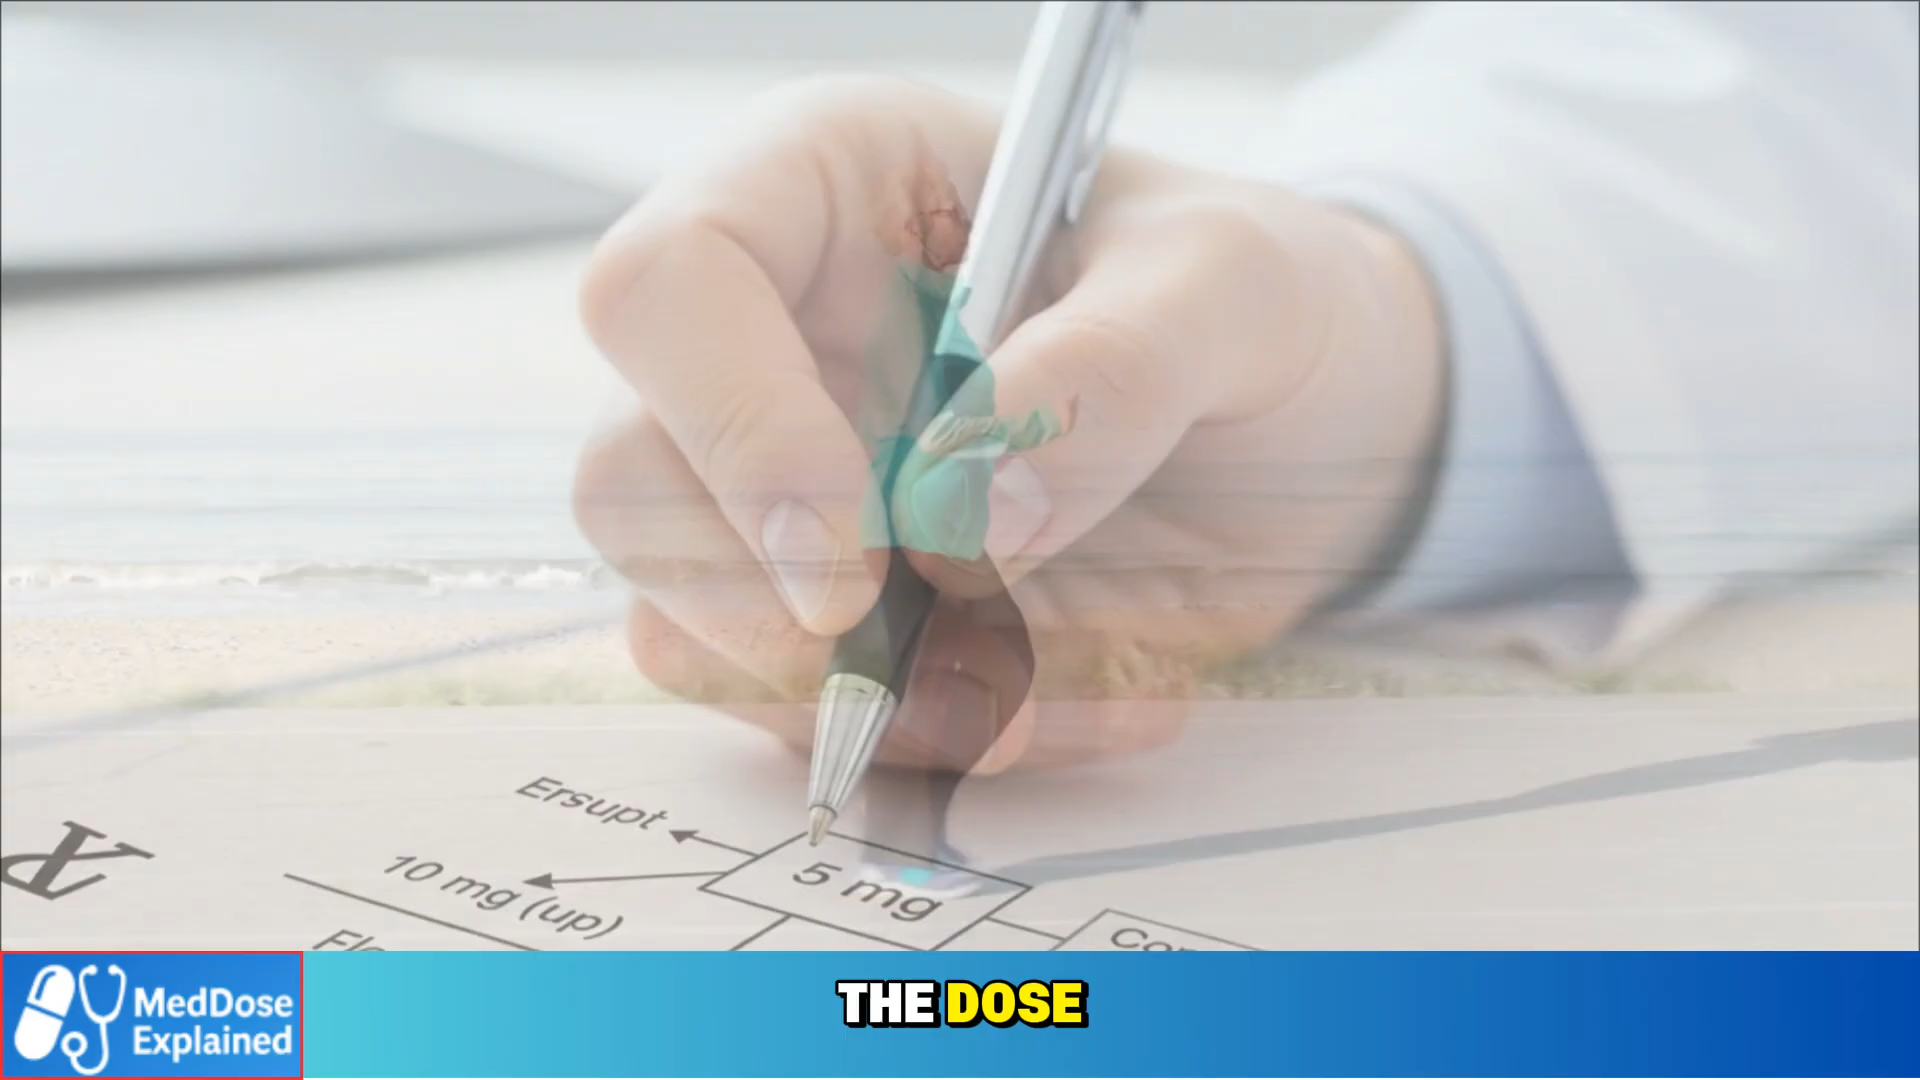 Ersupt
10 mg (up)
5 mg
THE DOSE
MedDose
Explained